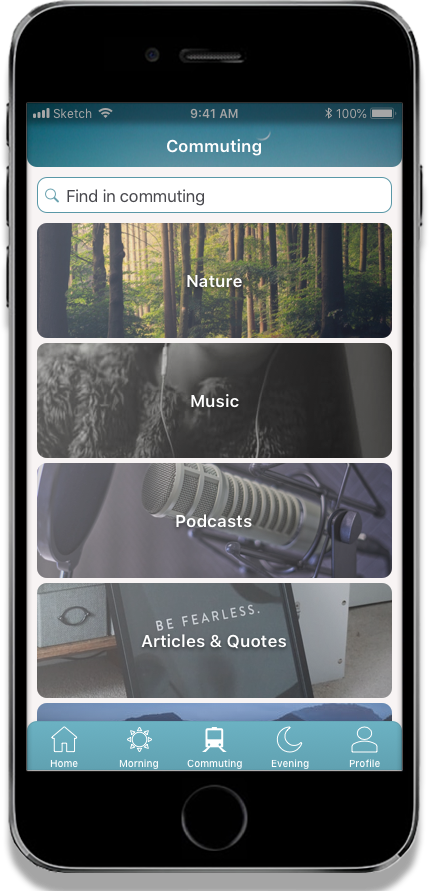 Sketch 9:41 AM 100%
Commuting
Find in commuting
Nature
Music
Podcasts
BE FEARLESS.
Articles & Quotes
Home Morning Commuting Evening Profile